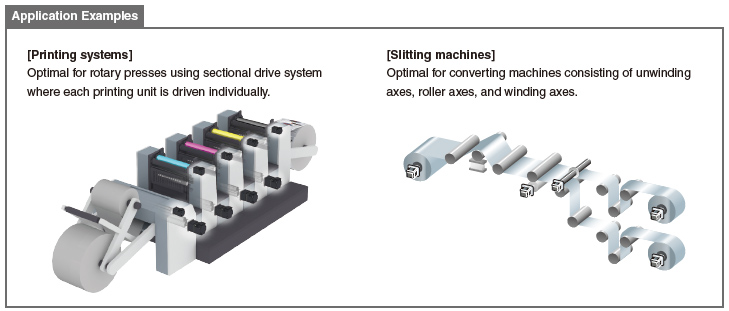 Application Examples
[Printing systems]
Optimal for rotary presses using sectional drive system
where each printing unit is driven individually.
[Slitting machines]
Optimal for converting machines consisting of unwinding
axes, roller axes, and winding axes.